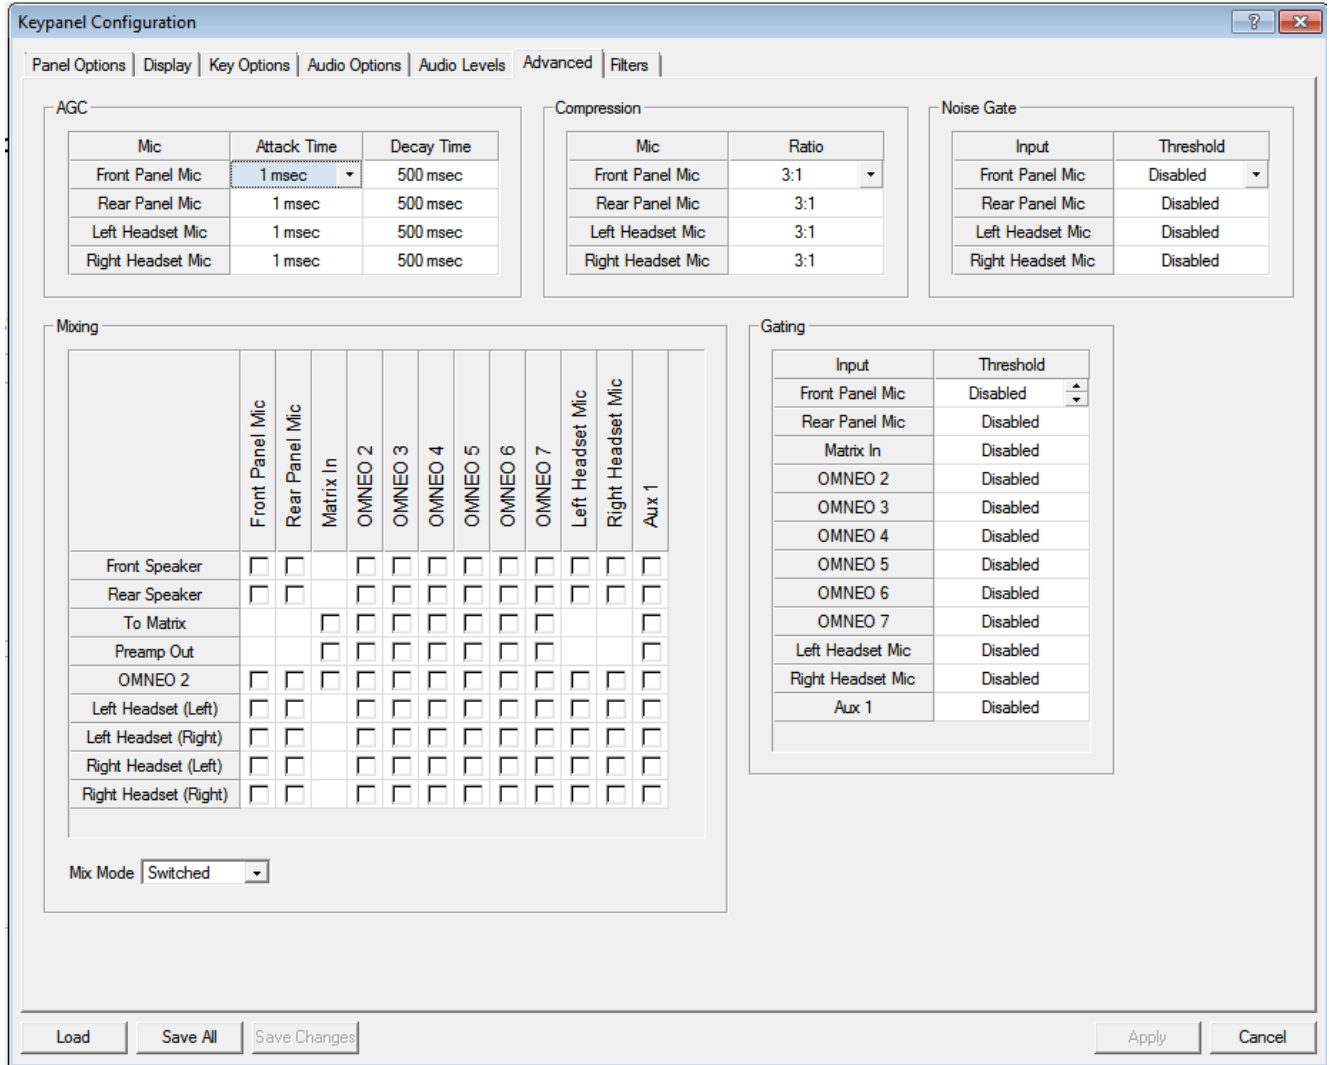 Keypanel Configuration
Panel Options Display Key Options Audio Options Audio Levels Advanced Filters
AGC
Mic Attack Time Decay Time
Front Panel Mic 1 msec 500 msec
Rear Panel Mic 1 msec 500 msec
Left Headset Mic 1 msec 500 msec
Right Headset Mic 1 msec 500 msec
Compression
Mic Ratio
Front Panel Mic 3:1
Rear Panel Mic 3:1
Left Headset Mic 3:1
Right Headset Mic 3:1
Noise Gate
Input Threshold
Front Panel Mic Disabled
Rear Panel Mic Disabled
Left Headset Mic Disabled
Right Headset Mic Disabled
Mixing
Front Panel Mic
Rear Panel Mic
Matrix In
OMNEO 2
OMNEO 3
OMNEO 4
OMNEO 5
OMNEO 6
OMNEO 7
Left Headset Mic
Right Headset Mic
Aux 1
Front Speaker
Rear Speaker
To Matrix
Preamp Out
OMNEO 2
Left Headset (Left)
Left Headset (Right)
Right Headset (Left)
Right Headset (Right)
Mix Mode Switched
Gating
Input Threshold
Front Panel Mic Disabled
Rear Panel Mic Disabled
Matrix In Disabled
OMNEO 2 Disabled
OMNEO 3 Disabled
OMNEO 4 Disabled
OMNEO 5 Disabled
OMNEO 6 Disabled
OMNEO 7 Disabled
Left Headset Mic Disabled
Right Headset Mic Disabled
Aux 1 Disabled
Load Save All Save Changes Apply Cancel